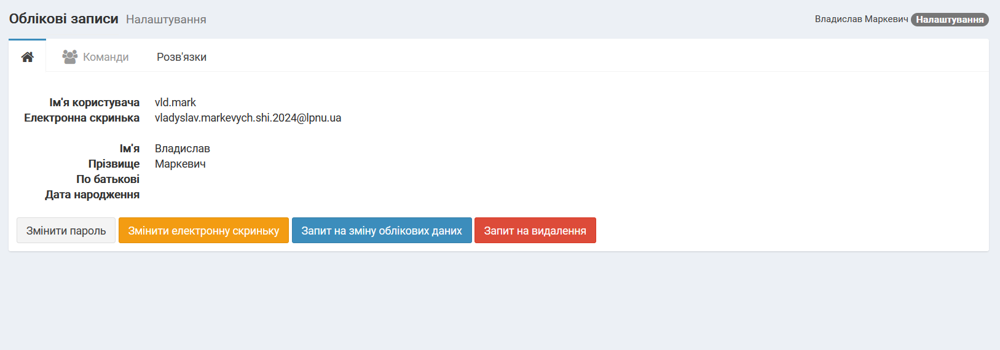 Облікові записи Налаштування
Владислав Маркевич Налаштування
Команди Розв'язки
Ім'я користувача vld.mark
Електронна скринька vladyslav.markevych.shi.2024@lpnu.ua
Ім'я Владислав
Прізвище Маркевич
По батькові
Дата народження
Змінити пароль Змінити електронну скриньку Запит на зміну облікових даних Запит на видалення